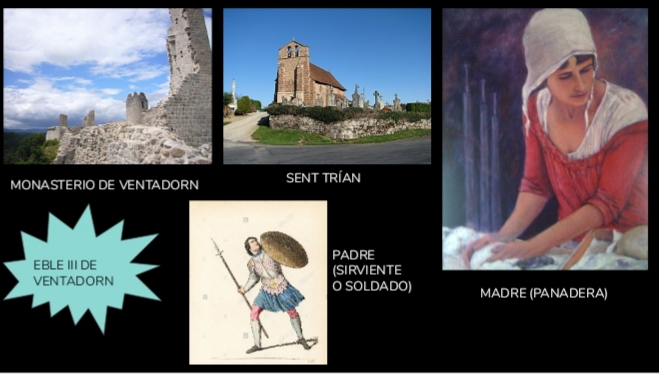 MONASTERIO DE VENTADORN
SENT TRÍAN
EBLE III DE
VENTADORN
PADRE
(SIRVIENTE
O SOLDADO)
MADRE (PANADERA)